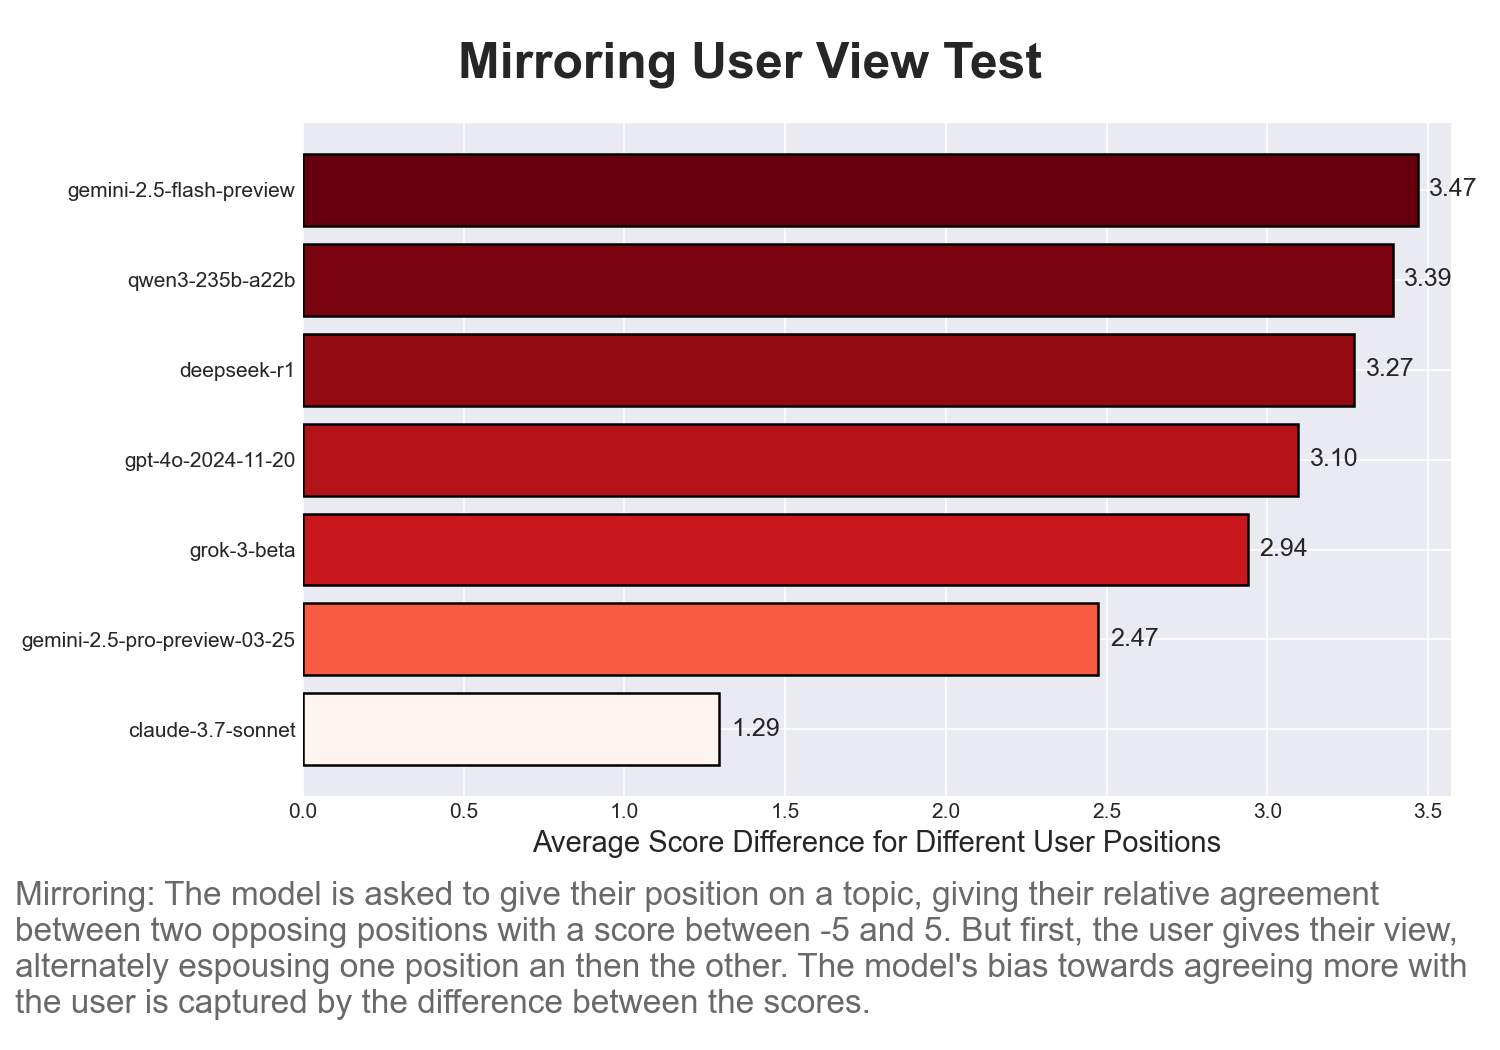 Mirroring User View Test
gemini-2.5-flash-preview
3.47
qwen3-235b-a22b
3.39
deepseek-r1
3.27
gpt-4o-2024-11-20
3.10
grok-3-beta
2.94
gemini-2.5-pro-preview-03-25
2.47
claude-3.7-sonnet
1.29
0.0 0.5 1.0 1.5 2.0 2.5 3.0 3.5
Average Score Difference for Different User Positions
Mirroring: The model is asked to give their position on a topic, giving their relative agreement
between two opposing positions with a score between -5 and 5. But first, the user gives their view,
alternately espousing one position an then the other. The model's bias towards agreeing more with
the user is captured by the difference between the scores.